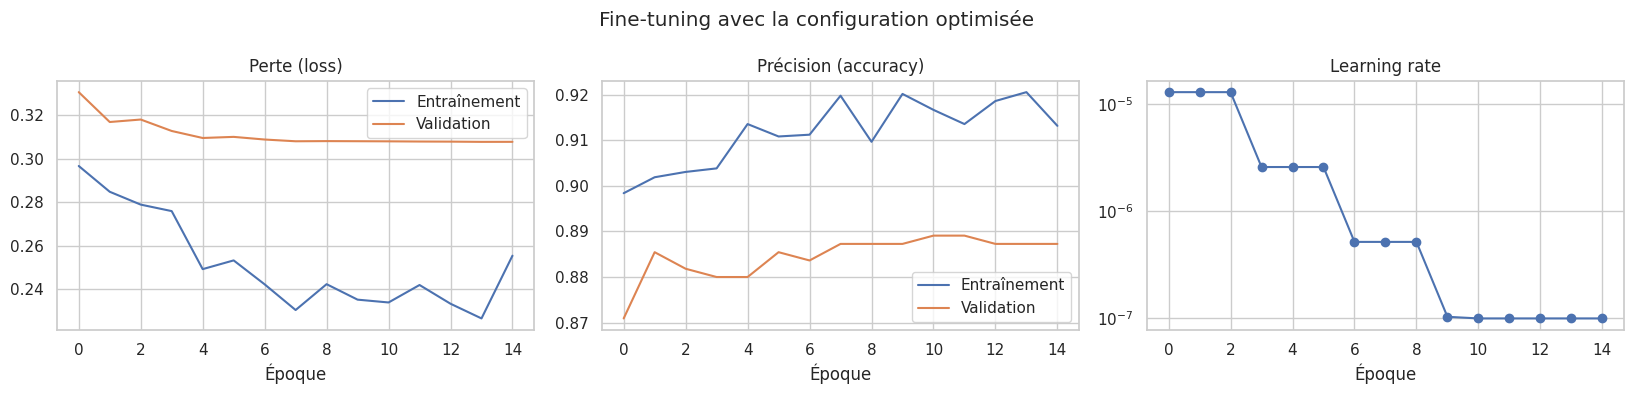 Fine-tuning avec la configuration optimisée
Perte (loss)
Entraînement
Validation
0.32
0.30
0.28
0.26
0.24
0 2 4 6 8 10 12 14
Époque
Précision (accuracy)
0.92
0.91
0.90
0.89
0.88
0.87
Entraînement
Validation
0 2 4 6 8 10 12 14
Époque
Learning rate
10⁻⁵
10⁻⁶
10⁻⁷
0 2 4 6 8 10 12 14
Époque